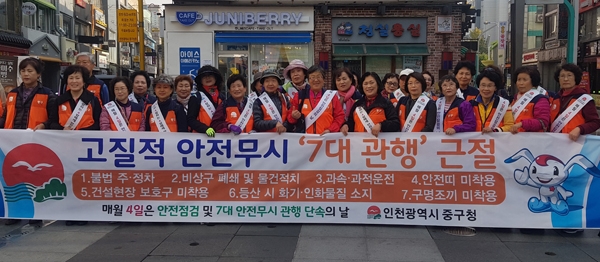 CAFE JUNIBERRY
고질적 안전무시 '7대 관행' 근절
1.불법 주·정차 2.비상구 폐쇄 및 물건적치 3.과속·과적운전 4.안전띠 미착용
5.건설현장 보호구 미착용 6.등산 시 화기·인화물질 소지 7.구명조끼 미착용
매월 4일은 안전점검 및 7대 안전무시 관행 단속의 날
인천광역시 중구청